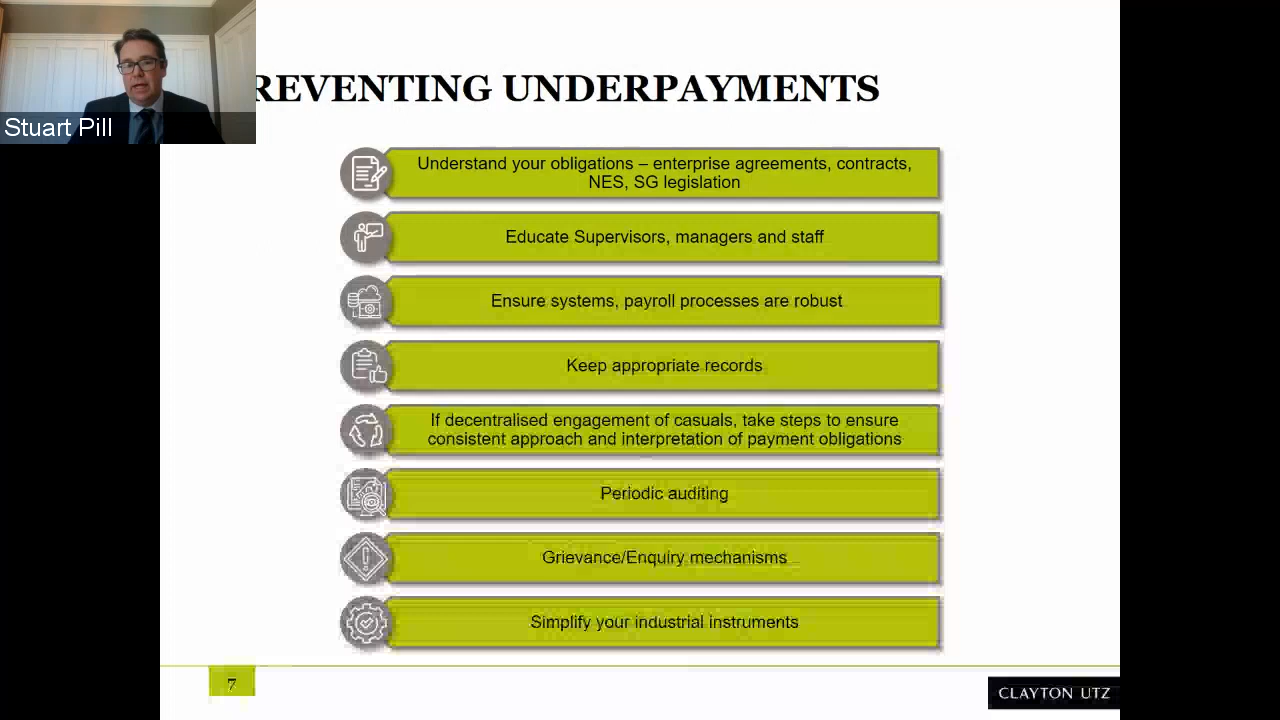 REVENTING UNDERPAYMENTS
Stuart Pill
Understand your obligations – enterprise agreements, contracts,
NES, SG legislation
Educate Supervisors, managers and staff
Ensure systems, payroll processes are robust
Keep appropriate records
If decentralised engagement of casuals, take steps to ensure
consistent approach and interpretation of payment obligations
Periodic auditing
Grievance/Enquiry mechanisms
Simplify your industrial instruments
7
CLAYTON UTZ